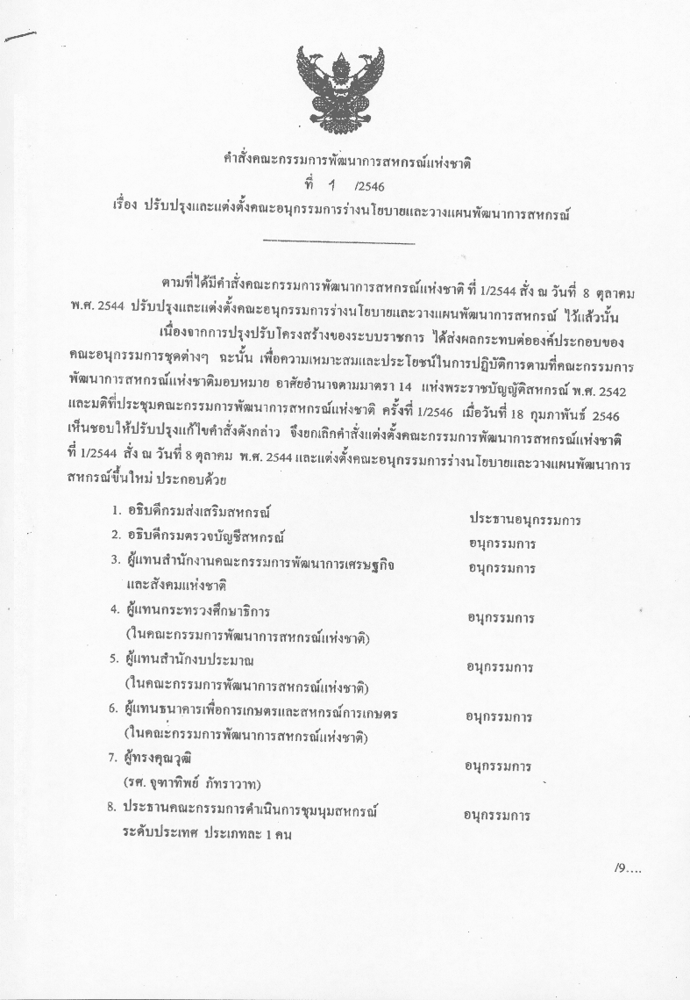 คำสั่งคณะกรรมการพัฒนาการสหกรณ์แห่งชาติ
ที่ 1 /2546
เรื่อง ปรับปรุงและแต่งตั้งคณะอนุกรรมการร่างนโยบายและวางแผนพัฒนาการสหกรณ์
ตามที่ได้มีคำสั่งคณะกรรมการพัฒนาการสหกรณ์แห่งชาติ ที่ 1/2544 สั่ง ณ วันที่ 8 ตุลาคม
พ.ศ. 2544 ปรับปรุงและแต่งตั้งคณะอนุกรรมการร่างนโยบายและวางแผนพัฒนาการสหกรณ์ ไว้แล้วนั้น
เนื่องจากการปรุงปรับโครงสร้างของระบบราชการ ได้ส่งผลกระทบต่อองค์ประกอบของ
คณะอนุกรรมการชุดต่างๆ ฉะนั้น เพื่อความเหมาะสมและประโยชน์ในการปฏิบัติการตามที่คณะกรรมการ
พัฒนาการสหกรณ์แห่งชาติมอบหมาย อาศัยอำนาจตามมาตรา 14 แห่งพระราชบัญญัติสหกรณ์ พ.ศ. 2542
และมติที่ประชุมคณะกรรมการพัฒนาการสหกรณ์แห่งชาติ ครั้งที่ 1/2546 เมื่อวันที่ 18 กุมภาพันธ์ 2546
เห็นชอบให้ปรับปรุงแก้ไขคำสั่งดังกล่าว จึงยกเลิกคำสั่งแต่งตั้งคณะกรรมการพัฒนาการสหกรณ์แห่งชาติ
ที่ 1/2544 สั่ง ณ วันที่ 8 ตุลาคม พ.ศ. 2544 และแต่งตั้งคณะอนุกรรมการร่างนโยบายและวางแผนพัฒนาการ
สหกรณ์ขึ้นใหม่ ประกอบด้วย
1. อธิบดีกรมส่งเสริมสหกรณ์ ประธานอนุกรรมการ
2. อธิบดีกรมตรวจบัญชีสหกรณ์ อนุกรรมการ
3. ผู้แทนสำนักงานคณะกรรมการพัฒนาการเศรษฐกิจ อนุกรรมการ
และสังคมแห่งชาติ
4. ผู้แทนกระทรวงศึกษาธิการ อนุกรรมการ
(ในคณะกรรมการพัฒนาการสหกรณ์แห่งชาติ)
5. ผู้แทนสำนักงบประมาณ อนุกรรมการ
(ในคณะกรรมการพัฒนาการสหกรณ์แห่งชาติ)
6. ผู้แทนธนาคารเพื่อการเกษตรและสหกรณ์การเกษตร อนุกรรมการ
(ในคณะกรรมการพัฒนาการสหกรณ์แห่งชาติ)
7. ผู้ทรงคุณวุฒิ อนุกรรมการ
(รศ. จุฑาทิพย์ ภัทราวาท)
8. ประธานคณะกรรมการดำเนินการชุมนุมสหกรณ์ อนุกรรมการ
ระดับประเทศ ประเภทละ 1 คน
/9....